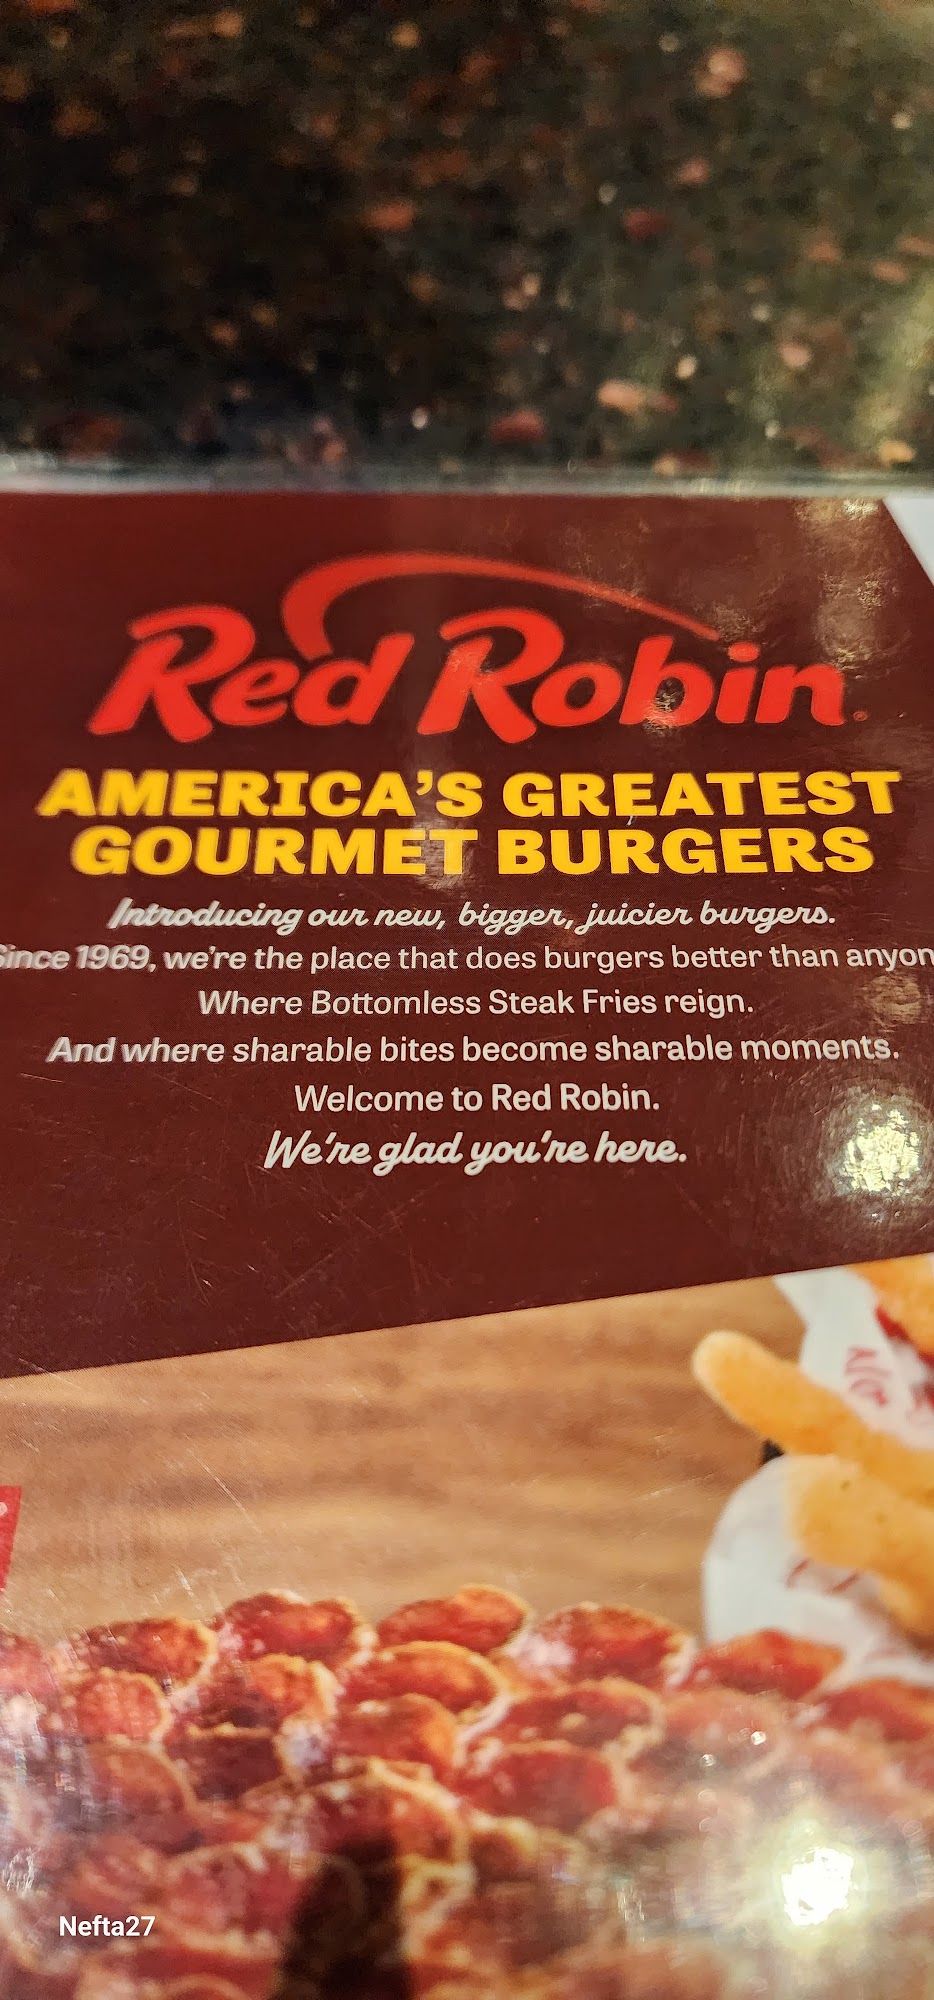 Red Robin
AMERICA'S GREATEST
GOURMET BURGERS
Introducing our new, bigger, juicier burgers.
Since 1969, we're the place that does burgers better than anyon
Where Bottomless Steak Fries reign.
And where sharable bites become sharable moments.
Welcome to Red Robin.
We're glad you're here.
Nefta27